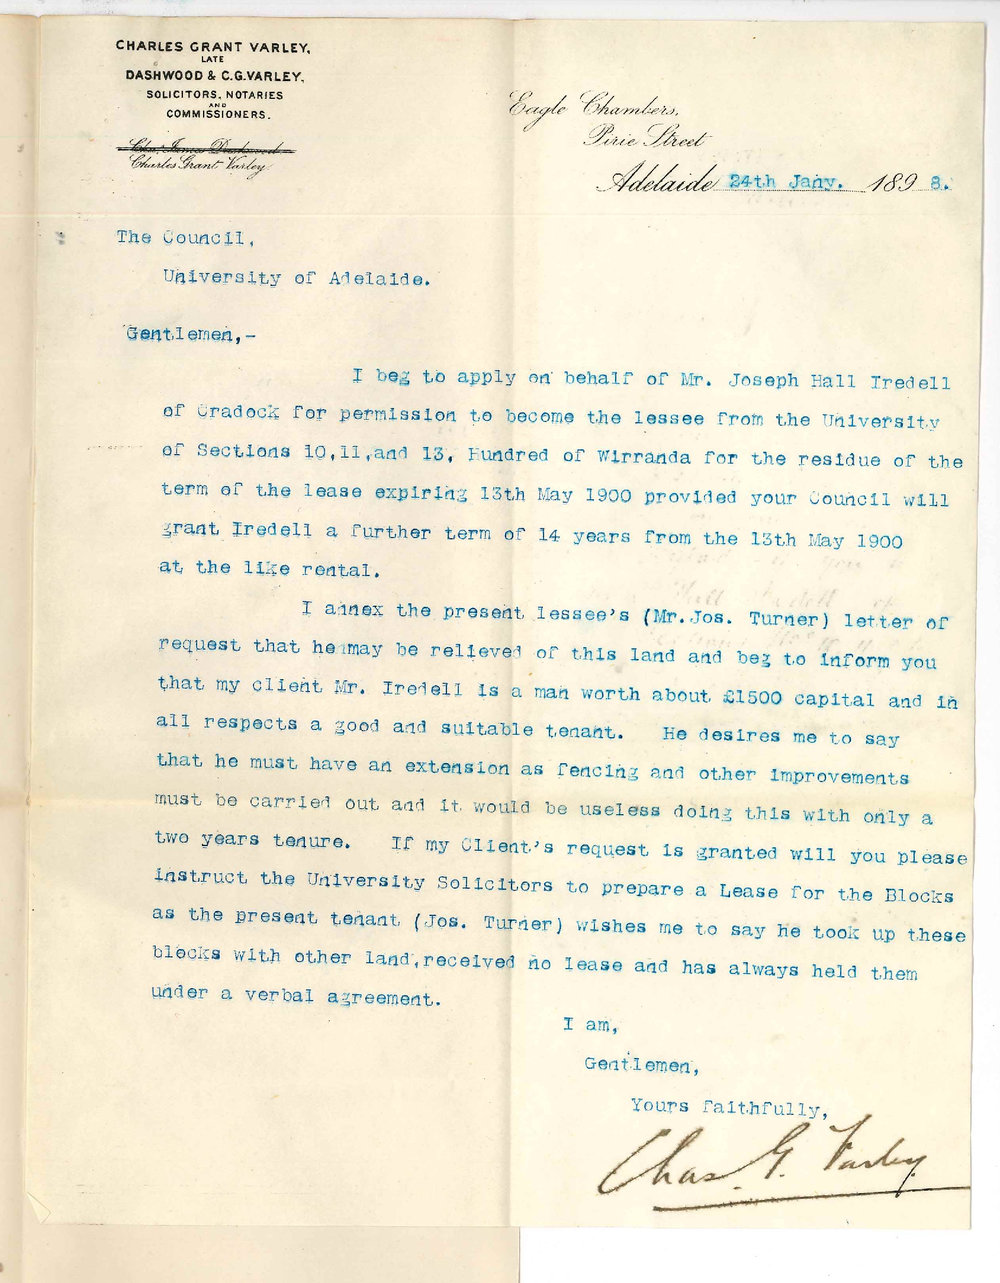 CHARLES GRANT VARLEY,
LATE
DASHWOOD & C.G.VARLEY,
SOLICITORS, NOTARIES
AND
COMMISSIONERS.
Charles Grant Varley.
Eagle Chambers,
Pirie Street
Adelaide 24th Jany. 1898.
The Council,
University of Adelaide.
Gentlemen,-
I beg to apply on behalf of Mr. Joseph Hall Iredell
of Cradock for permission to become the lessee from the University
of Sections 10,11,and 13, Hundred of Wirranda for the residue of the
term of the lease expiring 13th May 1900 provided your Council will
grant Iredell a further term of 14 years from the 13th May 1900
at the like rental.
I annex the present lessee's (Mr.Jos. Turner) letter of
request that he may be relieved of this land and beg to inform you
that my client Mr. Iredell is a man worth about £1500 capital and in
all respects a good and suitable tenant. He desires me to say
that he must have an extension as fencing and other improvements
must be carried out and it would be useless doing this with only a
two years tenure. If my Client's request is granted will you please
instruct the University Solicitors to prepare a Lease for the Blocks
as the present tenant (Jos. Turner) wishes me to say he took up these
blocks with other land,received no lease and has always held them
under a verbal agreement.
I am,
Gentlemen,
Yours faithfully,
Chas. G. Varley